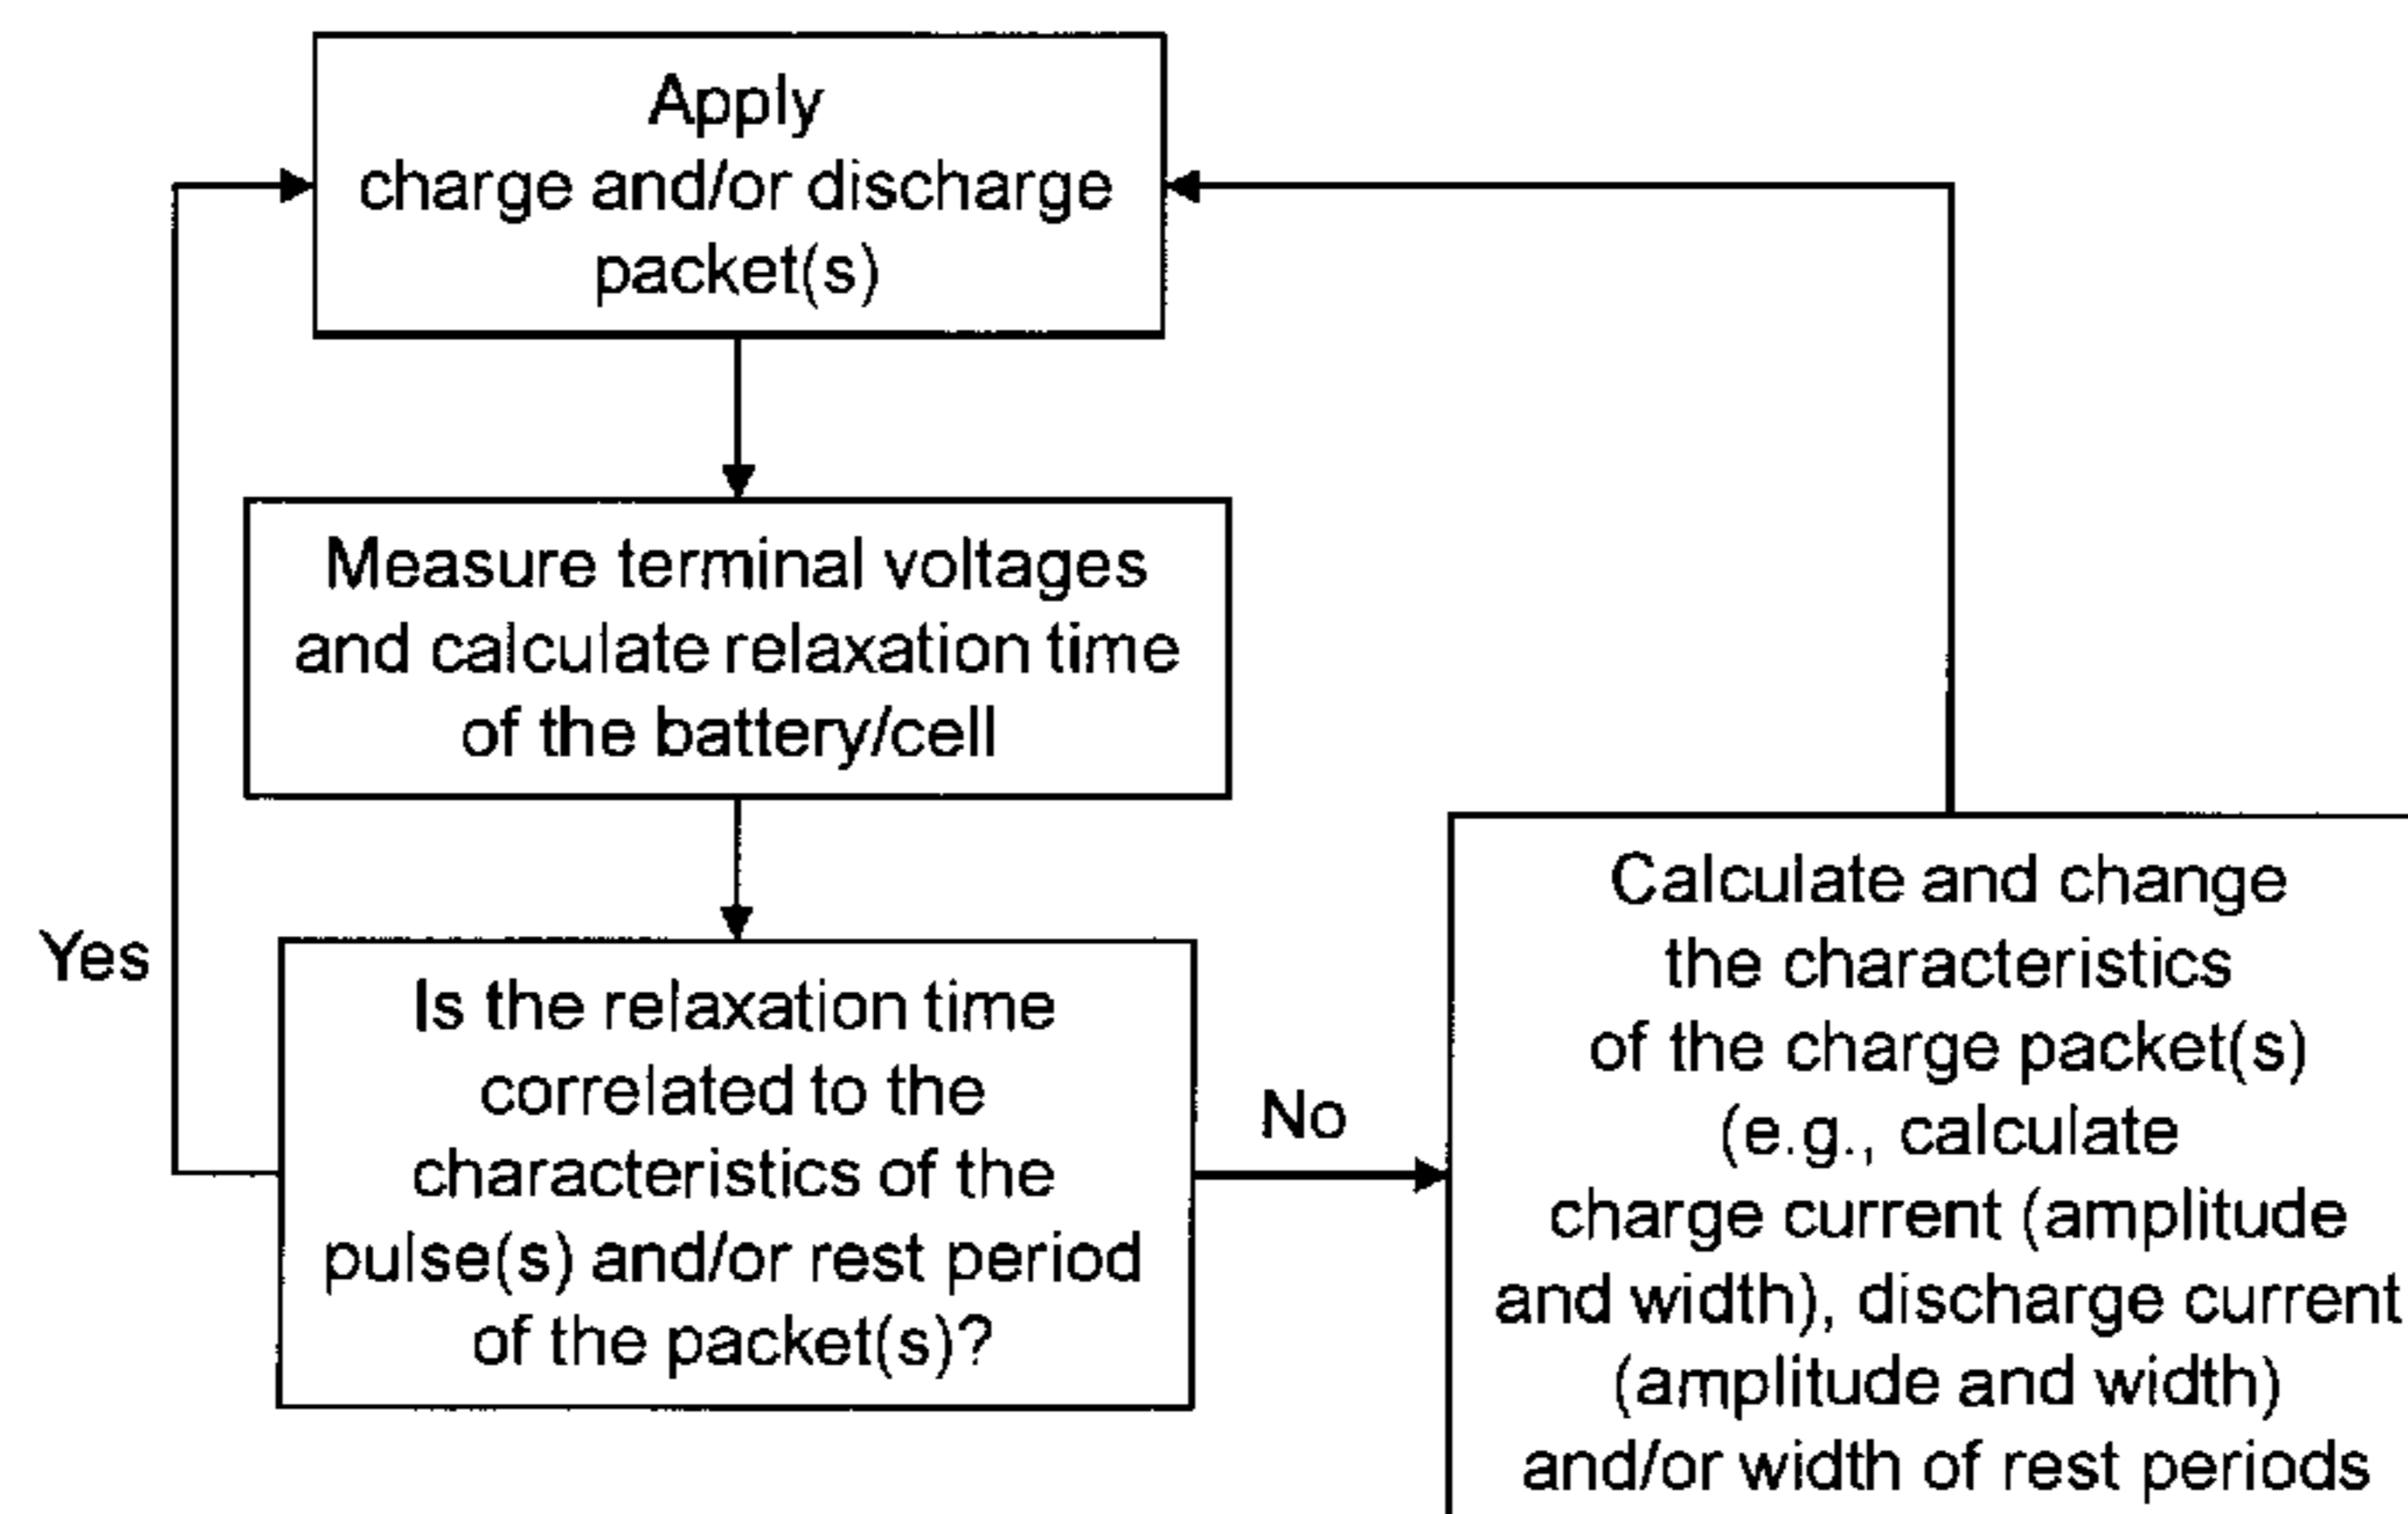 Apply
charge and/or discharge
packet(s)
Measure terminal voltages
and calculate relaxation time
of the battery/cell
Yes
Is the relaxation time
correlated to the
characteristics of the
pulse(s) and/or rest period
of the packet(s)?
No
Calculate and change
the characteristics
of the charge packet(s)
(e.g., calculate
charge current (amplitude
and width), discharge current
(amplitude and width)
and/or width of rest periods